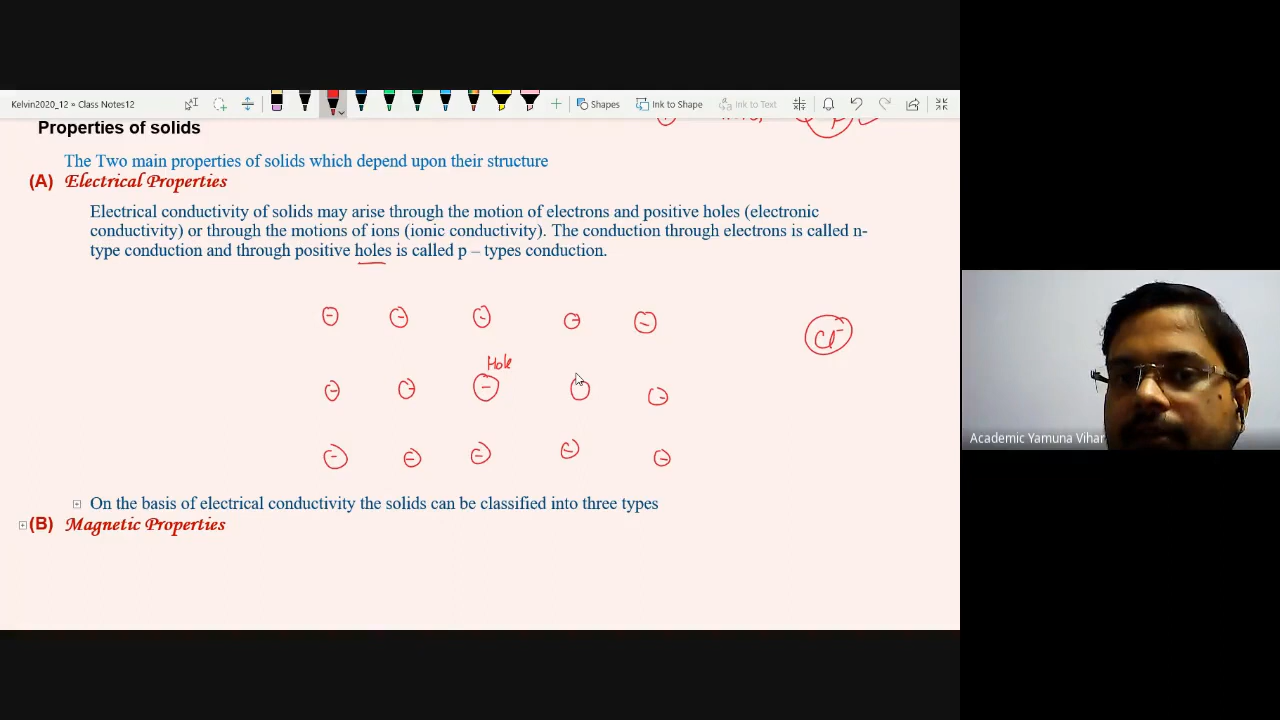 Kelvin2020_12 » Class Notes12
Shapes
Ink to Shape
Ink to Text
Properties of solids
The Two main properties of solids which depend upon their structure
(A) Electrical Properties
Electrical conductivity of solids may arise through the motion of electrons and positive holes (electronic
conductivity) or through the motions of ions (ionic conductivity). The conduction through electrons is called n-
type conduction and through positive holes is called p – types conduction.
Hole
Cl⁻
On the basis of electrical conductivity the solids can be classified into three types
(B) Magnetic Properties
Academic Yamuna Vihar